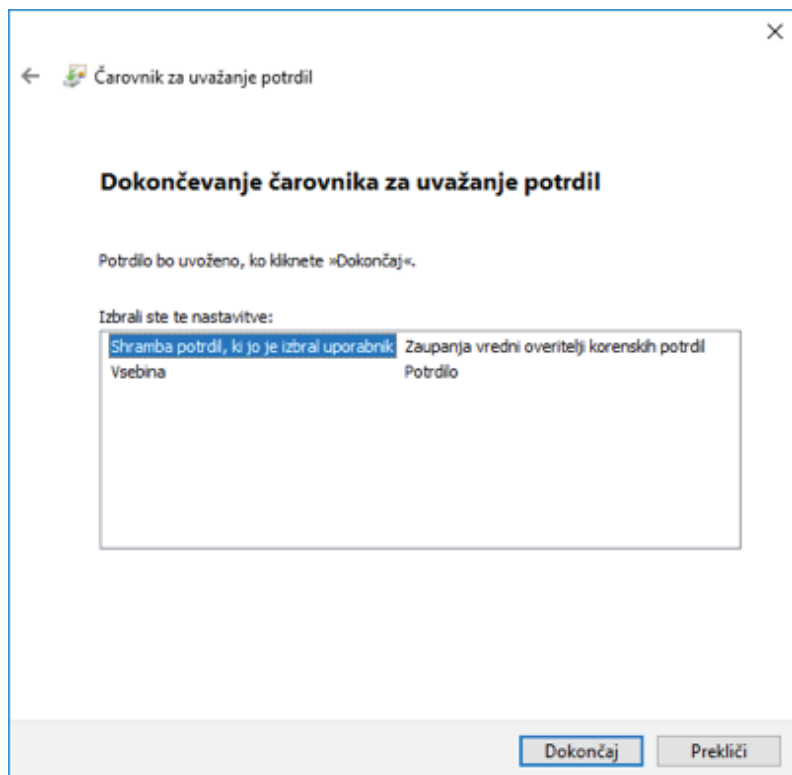 Čarovnik za uvažanje potrdil
Dokončevanje čarovnika za uvažanje potrdil
Potrdilo bo uvoženo, ko kliknete »Dokončaj«.
Izbrali ste te nastavitve:
Shramba potrdil, ki jo je izbral uporabnik Zaupanja vredni overitelji korenskih potrdil
Vsebina Potrdilo
Dokončaj Prekliči